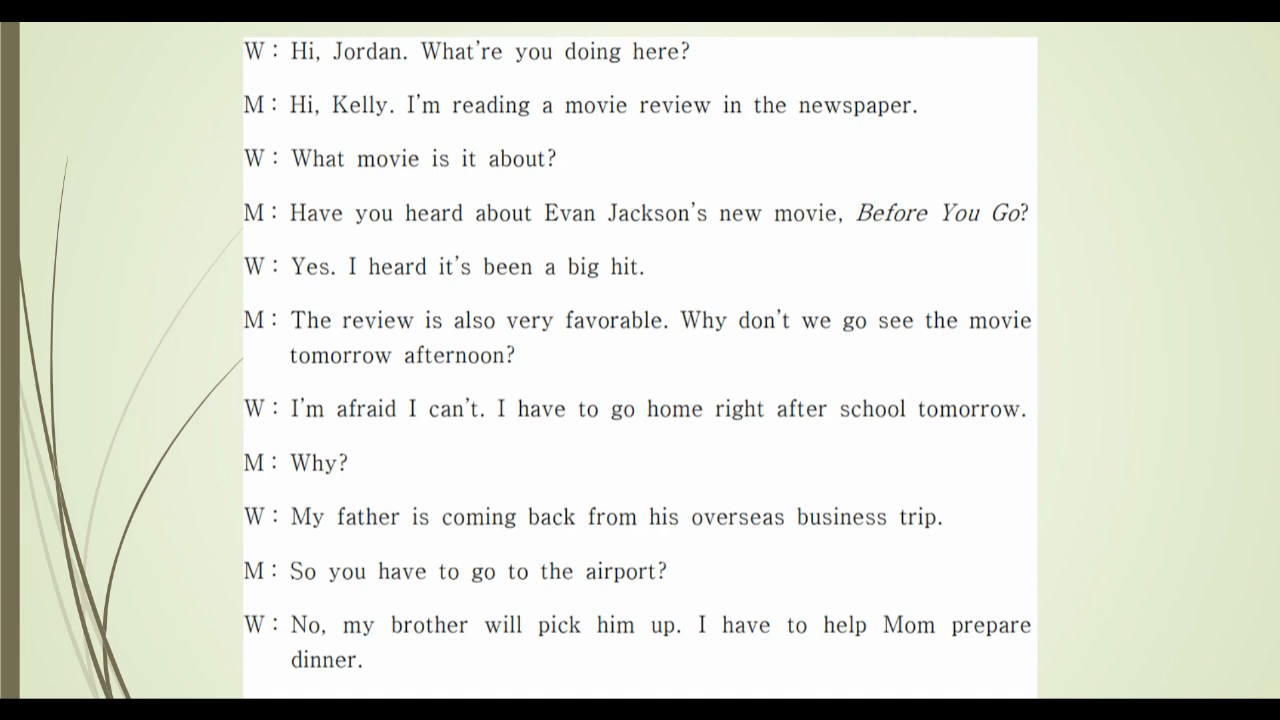 W : Hi, Jordan. What're you doing here?
M : Hi, Kelly. I'm reading a movie review in the newspaper.
W : What movie is it about?
M : Have you heard about Evan Jackson's new movie, Before You Go?
W : Yes. I heard it's been a big hit.
M : The review is also very favorable. Why don't we go see the movie
tomorrow afternoon?
W : I'm afraid I can't. I have to go home right after school tomorrow.
M : Why?
W : My father is coming back from his overseas business trip.
M : So you have to go to the airport?
W : No, my brother will pick him up. I have to help Mom prepare
dinner.